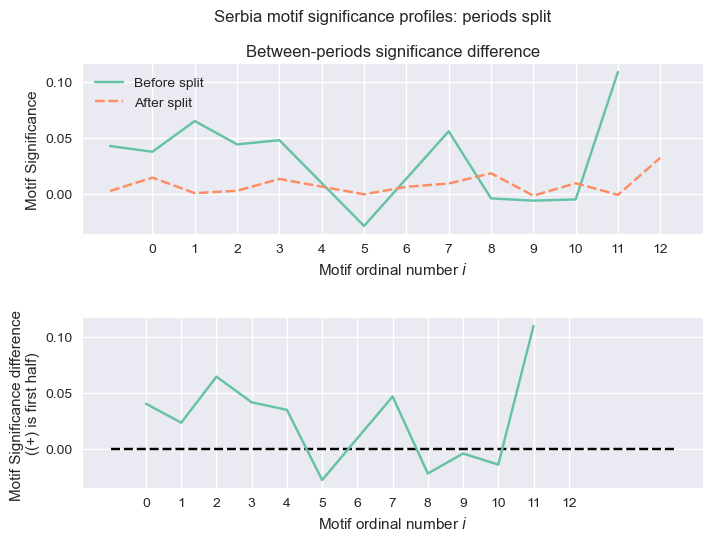 Serbia motif significance profiles: periods split
Between-periods significance difference
Before split
After split
0.10
0.05
0.00
Motif Significance
0 1 2 3 4 5 6 7 8 9 10 11 12
Motif ordinal number i
0.10
0.05
0.00
Motif Significance difference
((+) is first half)
0 1 2 3 4 5 6 7 8 9 10 11 12
Motif ordinal number i